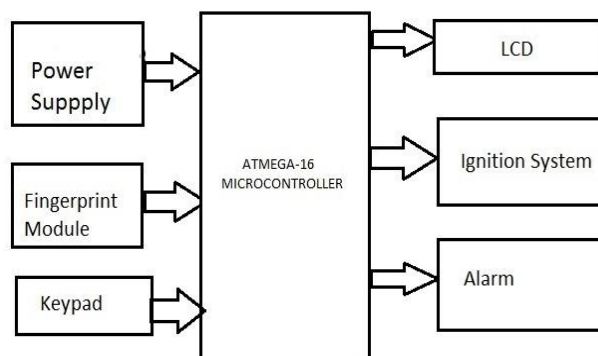 Power
Suppply
Fingerprint
Module
Keypad
ATMEGA-16
MICROCONTROLLER
LCD
Ignition System
Alarm